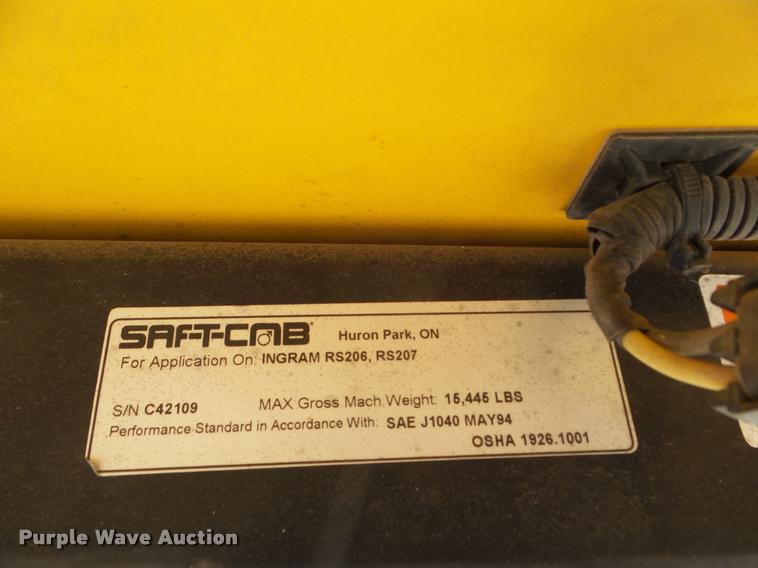 SAFT-CAB® Huron Park, ON
For Application On: INGRAM RS206, RS207
S/N C42109 MAX Gross Mach.Weight: 15,445 LBS
Performance Standard in Accordance With: SAE J1040 MAY94
OSHA 1926.1001
Purple Wave Auction